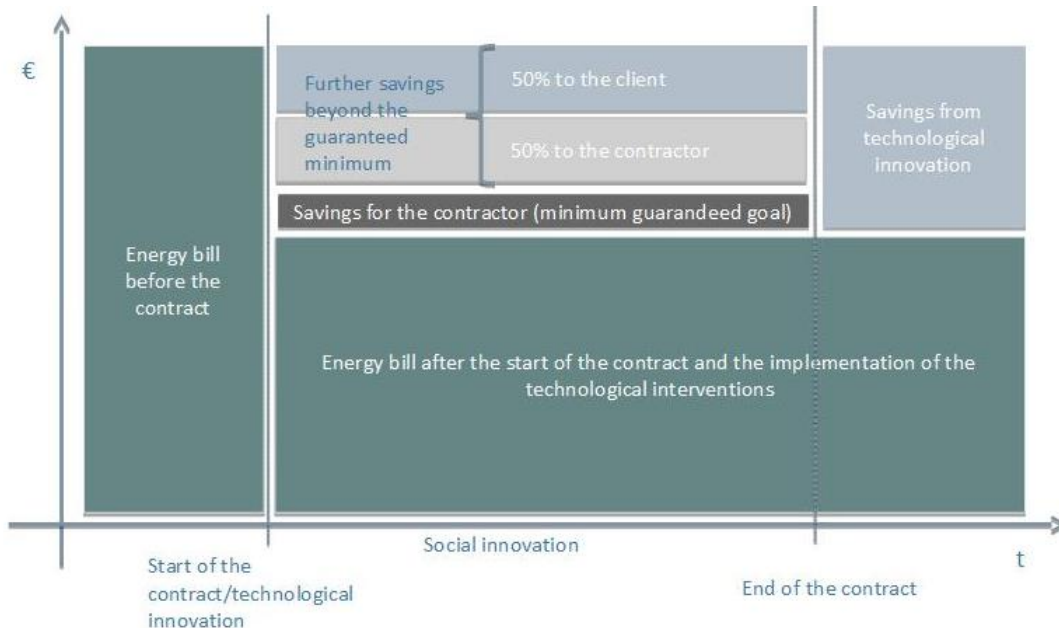 €
Energy bill
before the
contract
Further savings
beyond the
guaranteed
minimum
50% to the client
50% to the contractor
Savings for the contractor (minimum guarandeed goal)
Savings from
technological
innovation
Energy bill after the start of the contract and the implementation of the
technological interventions
Social innovation
t
Start of the
contract/technological
innovation
End of the contract